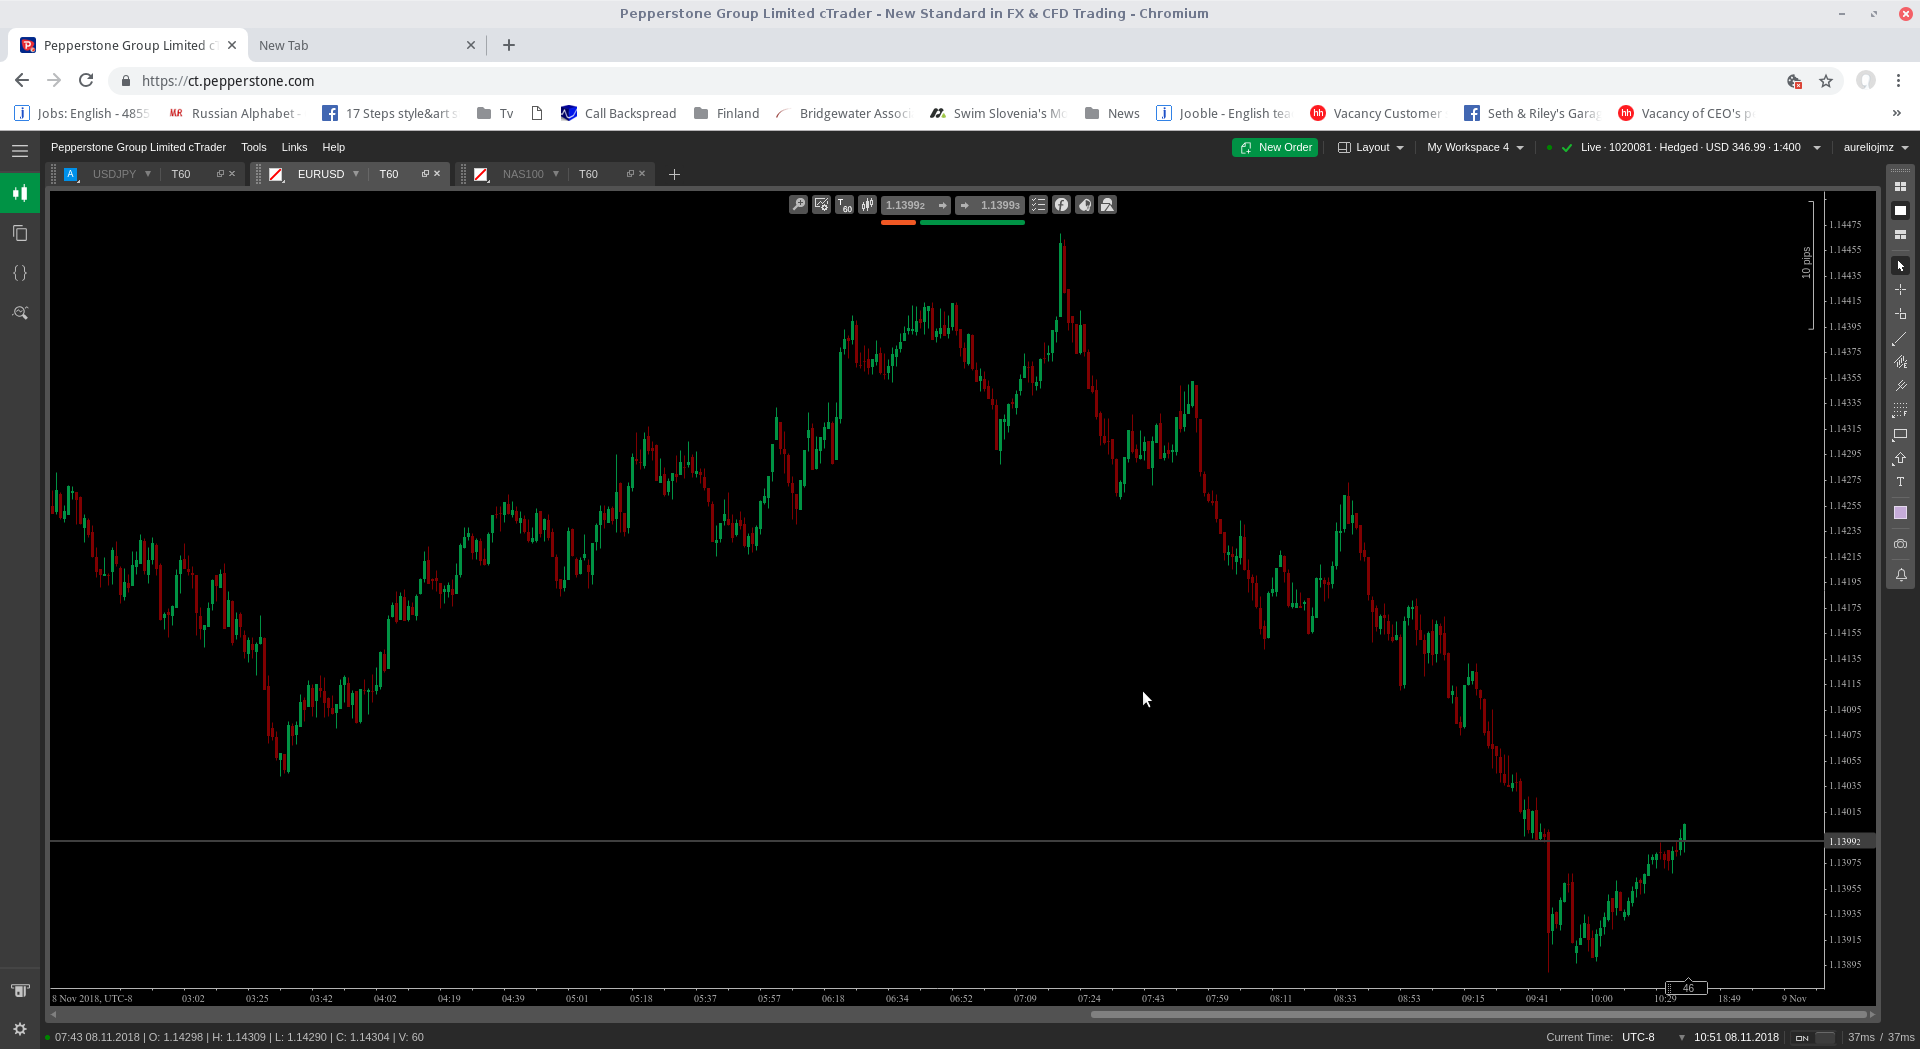 Pepperstone Group Limited cTrader - New Standard in FX & CFD Trading - Chromium
Pepperstone Group Limited c
New Tab
https://ct.pepperstone.com
Jobs: English - 4855
Russian Alphabet -
17 Steps style&art s
Tv
Call Backspread
Finland
Bridgewater Assoc
Swim Slovenia's Mo
News
Jooble - English tea
Vacancy Customer
Seth & Riley's Garag
Vacancy of CEO's p
»
Pepperstone Group Limited cTrader Tools Links Help
New Order
Layout
My Workspace 4
Live · 1020081 · Hedged · USD 346.99 · 1:400
aureliojmz
A USDJPY T60
EURUSD T60
NAS100 T60
T 60
1.13992
1.13993
10 pips
1.14475
1.14455
1.14435
1.14415
1.14395
1.14375
1.14355
1.14335
1.14315
1.14295
1.14275
1.14255
1.14235
1.14215
1.14195
1.14175
1.14155
1.14135
1.14115
1.14095
1.14075
1.14055
1.14035
1.14015
1.13992
1.13975
1.13955
1.13935
1.13915
1.13895
T
46
8 Nov 2018, UTC-8 03:02 03:25 03:42 04:02 04:19 04:39 05:01 05:18 05:37 05:57 06:18 06:34 06:52 07:09 07:24 07:43 07:59 08:11 08:33 08:53 09:15 09:41 10:00 10:29 18:49 9 Nov
07:43 08.11.2018 | O: 1.14298 | H: 1.14309 | L: 1.14290 | C: 1.14304 | V: 60
Current Time: UTC-8 10:51 08.11.2018 ON 37ms / 37ms